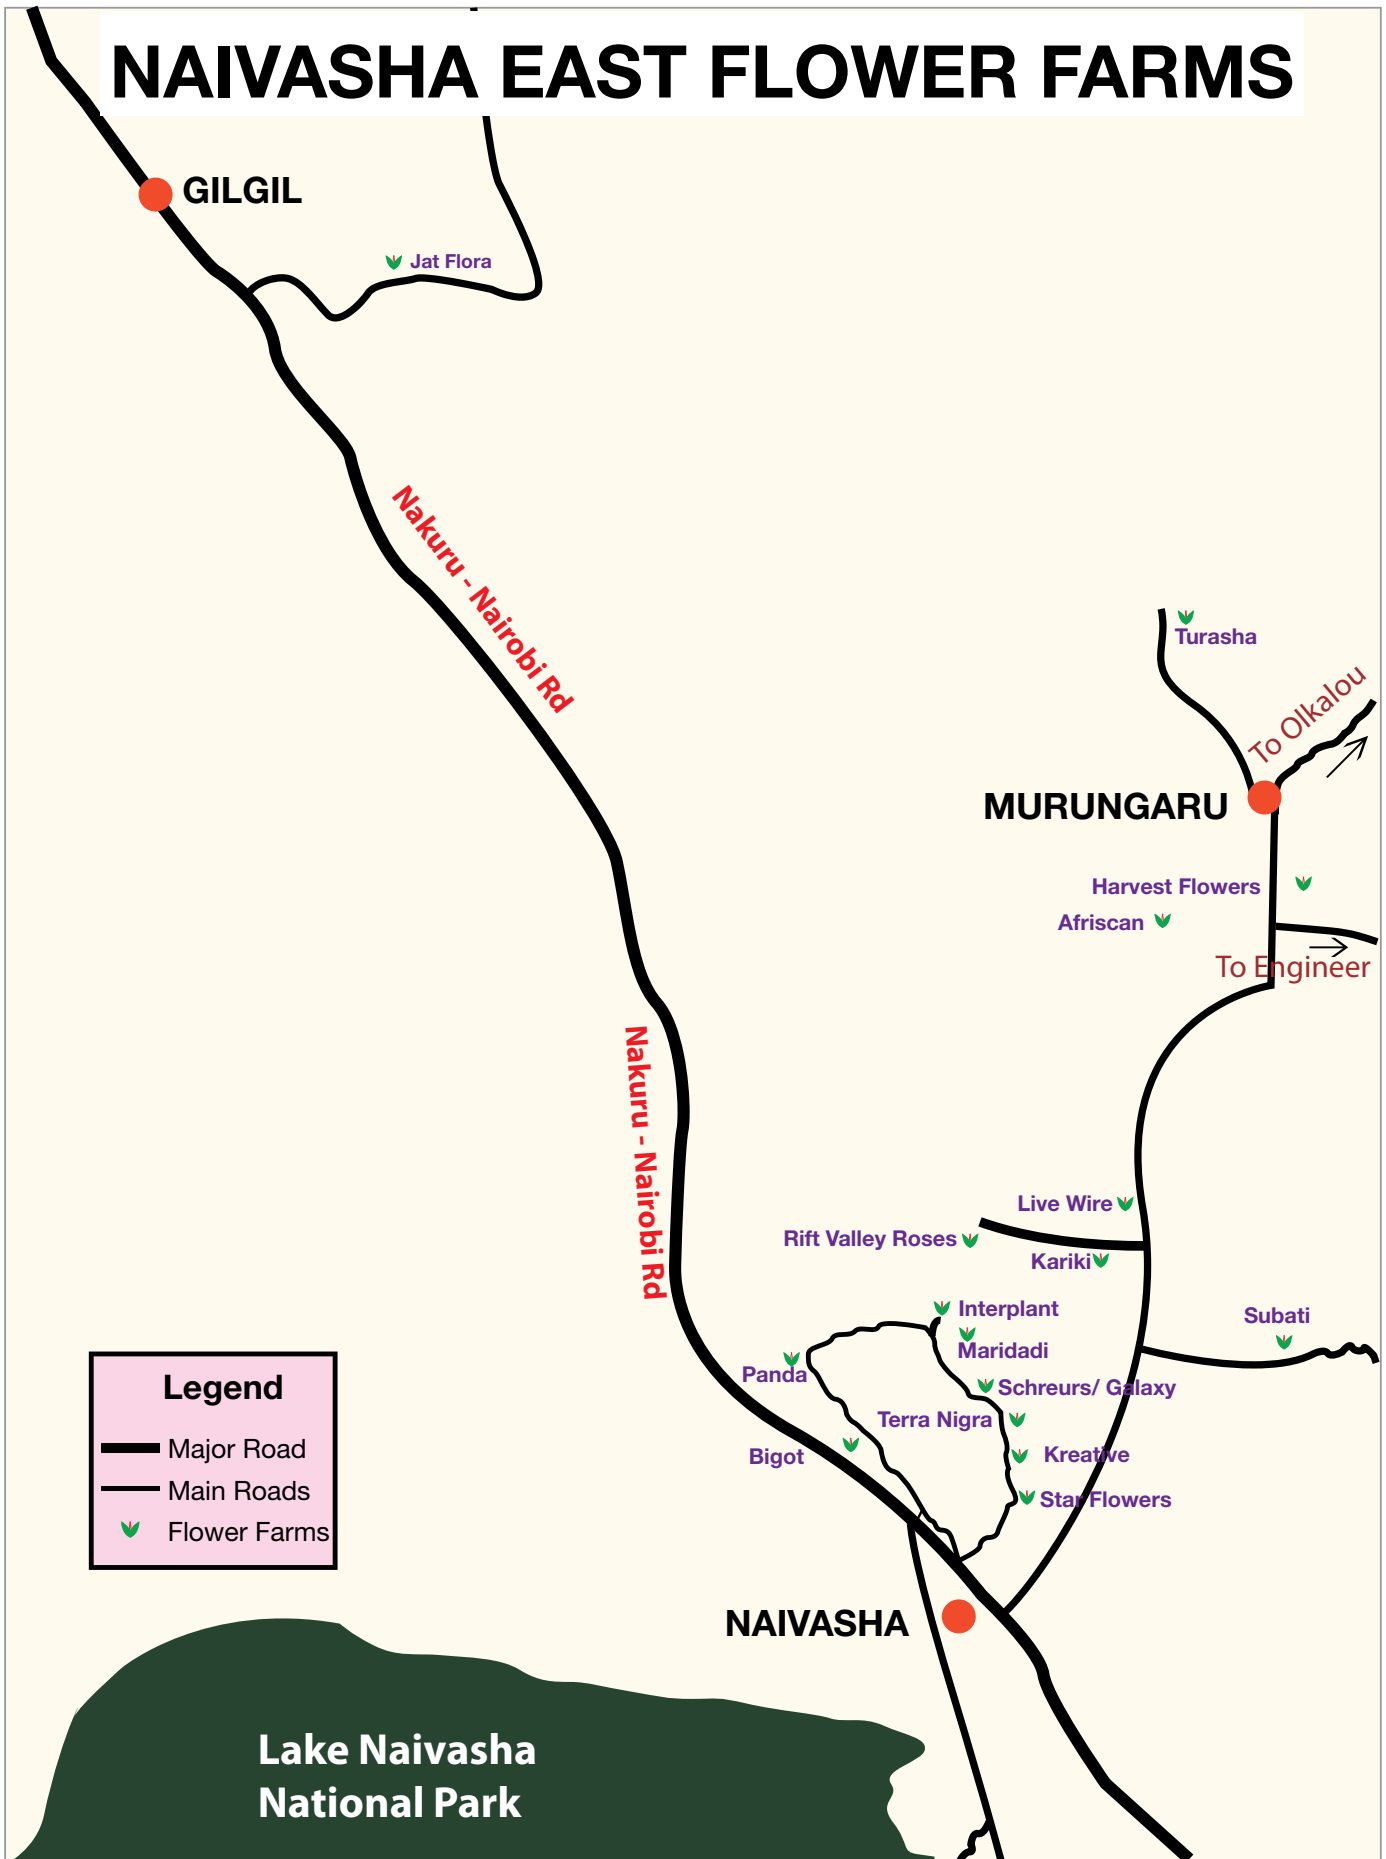 NAIVASHA EAST FLOWER FARMS
GILGIL
Jat Flora
Nakuru - Nairobi Rd
Turasha
To Olkalou
MURUNGARU
Harvest Flowers
Afriscan
To Engineer
Nakuru - Nairobi Rd
Live Wire
Rift Valley Roses
Kariki
Interplant
Subati
Maridadi
Panda
Schreurs/ Galaxy
Terra Nigra
Kreative
Bigot
Star Flowers
Legend
Major Road
Main Roads
Flower Farms
NAIVASHA
Lake Naivasha
National Park